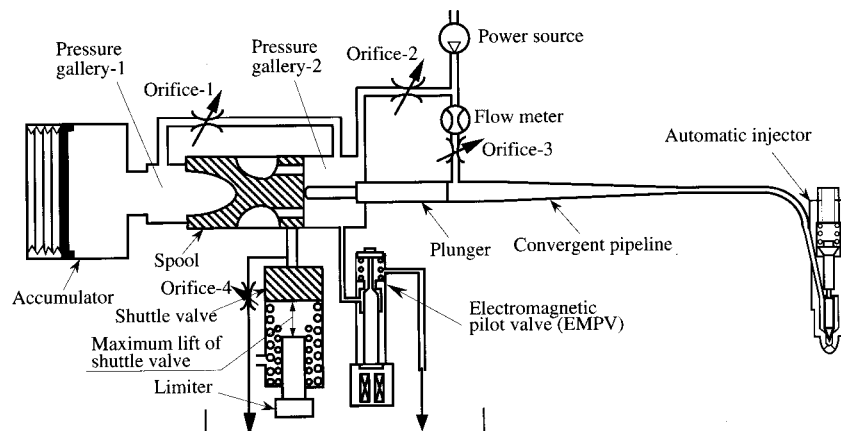 Power source
Pressure
gallery-1
Pressure
gallery-2
Orifice-2
Orifice-1
Flow meter
Automatic injector
Orifice-3
Plunger
Convergent pipeline
Spool
Accumulator
Orifice-4
Shuttle valve
Electromagnetic
pilot valve (EMPV)
Maximum lift of
shuttle valve
Limiter